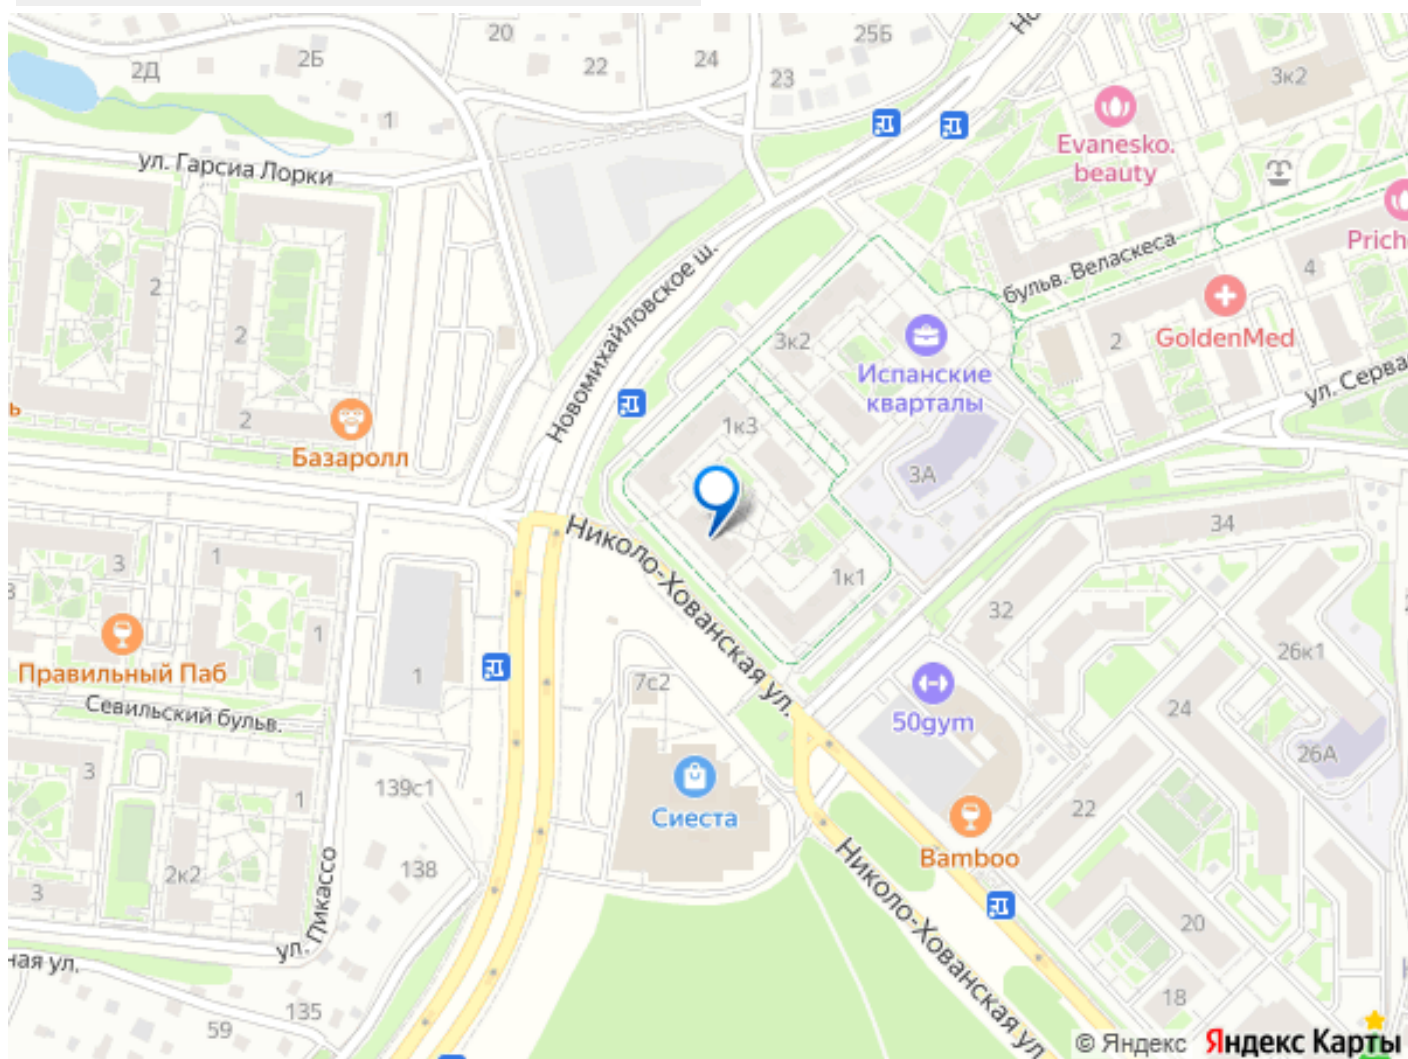 20
25Б
2Б
22
24
23
2Д
3к2
1
Evanesko.
beauty
ул. Гарсиа Лорки
Новомихайловское ш.
бульв. Веласкеса
Prich
4
2
2
GoldenMed
2
3к2
Испанские
кварталы
ул. Серва
2
1к3
Базаролл
3А
34
Николо-Хованская ул.
3
1
3
1к1
32
1
Правильный Паб
26к1
1
7с2
Севильский бульв.
50gym
24
26А
3
139с1
1
Сиеста
22
Bamboo
138
2к2
3
ул. Пикассо
Николо-Хованская ул
20
ная ул.
18
135
59
© Яндекс Яндекс Карты